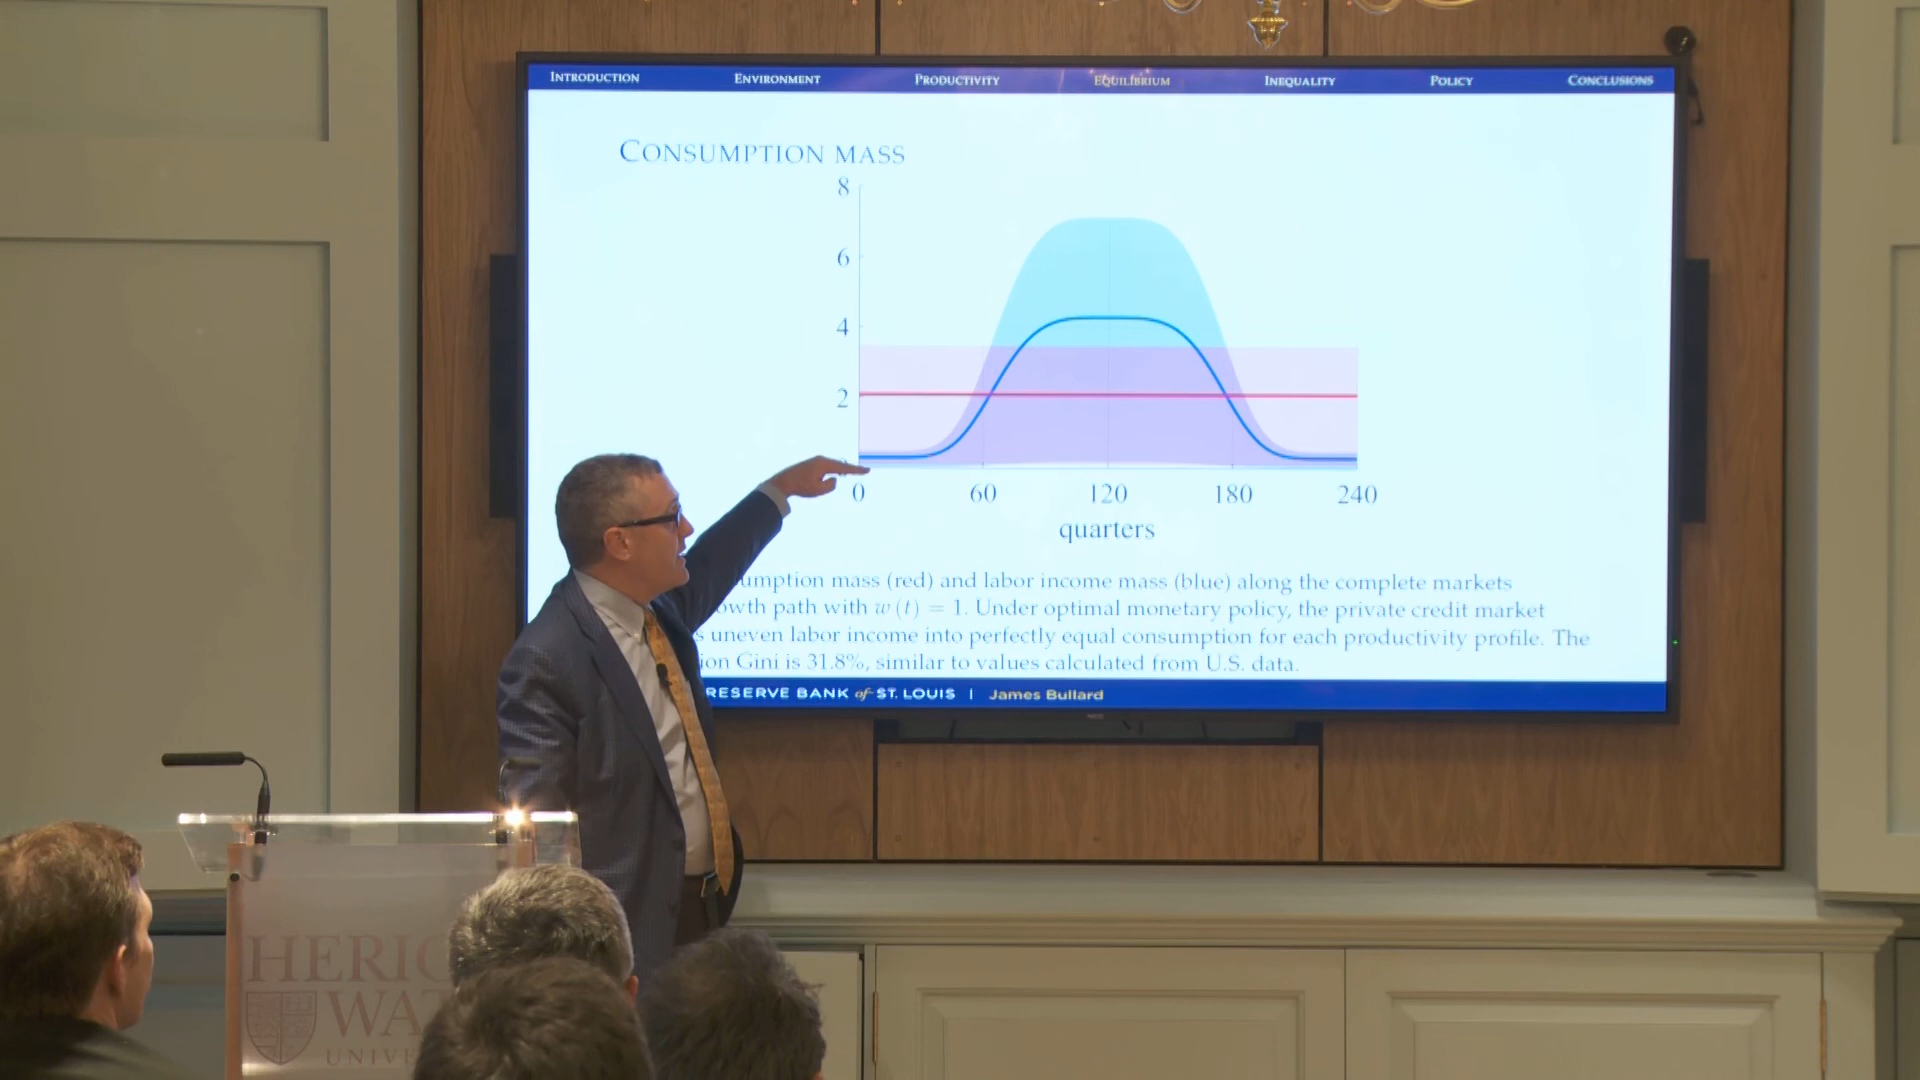 INTRODUCTION ENVIRONMENT PRODUCTIVITY EQUILIBRIUM INEQUALITY POLICY CONCLUSIONS
CONSUMPTION MASS
8
6
4
2
0 60 120 180 240
quarters
umption mass (red) and labor income mass (blue) along the complete markets
owth path with w(t) = 1. Under optimal monetary policy, the private credit market
s uneven labor income into perfectly equal consumption for each productivity profile. The
ion Gini is 31.8%, similar to values calculated from U.S. data.
RESERVE BANK of ST. LOUIS | James Bullard
HERIO
WA
UNIVE